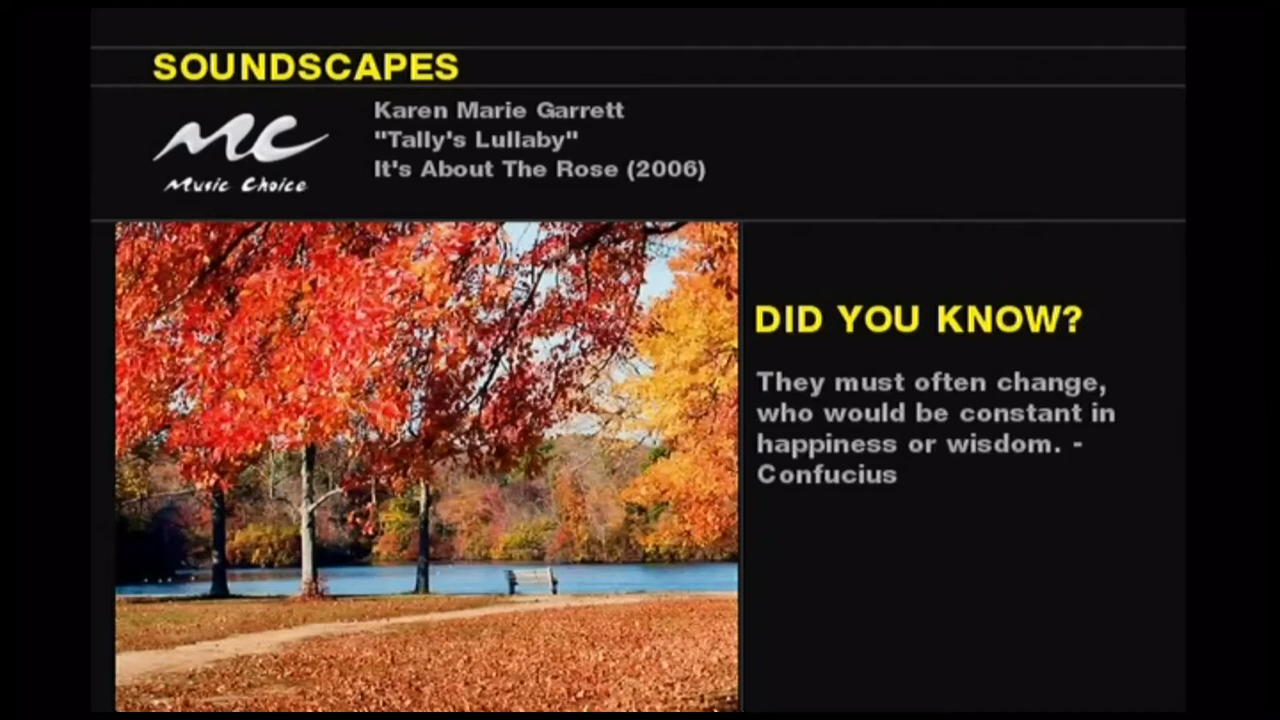 SOUNDSCAPES
MC
Music Choice
Karen Marie Garrett
"Tally's Lullaby"
It's About The Rose (2006)
DID YOU KNOW?
They must often change,
who would be constant in
happiness or wisdom. -
Confucius